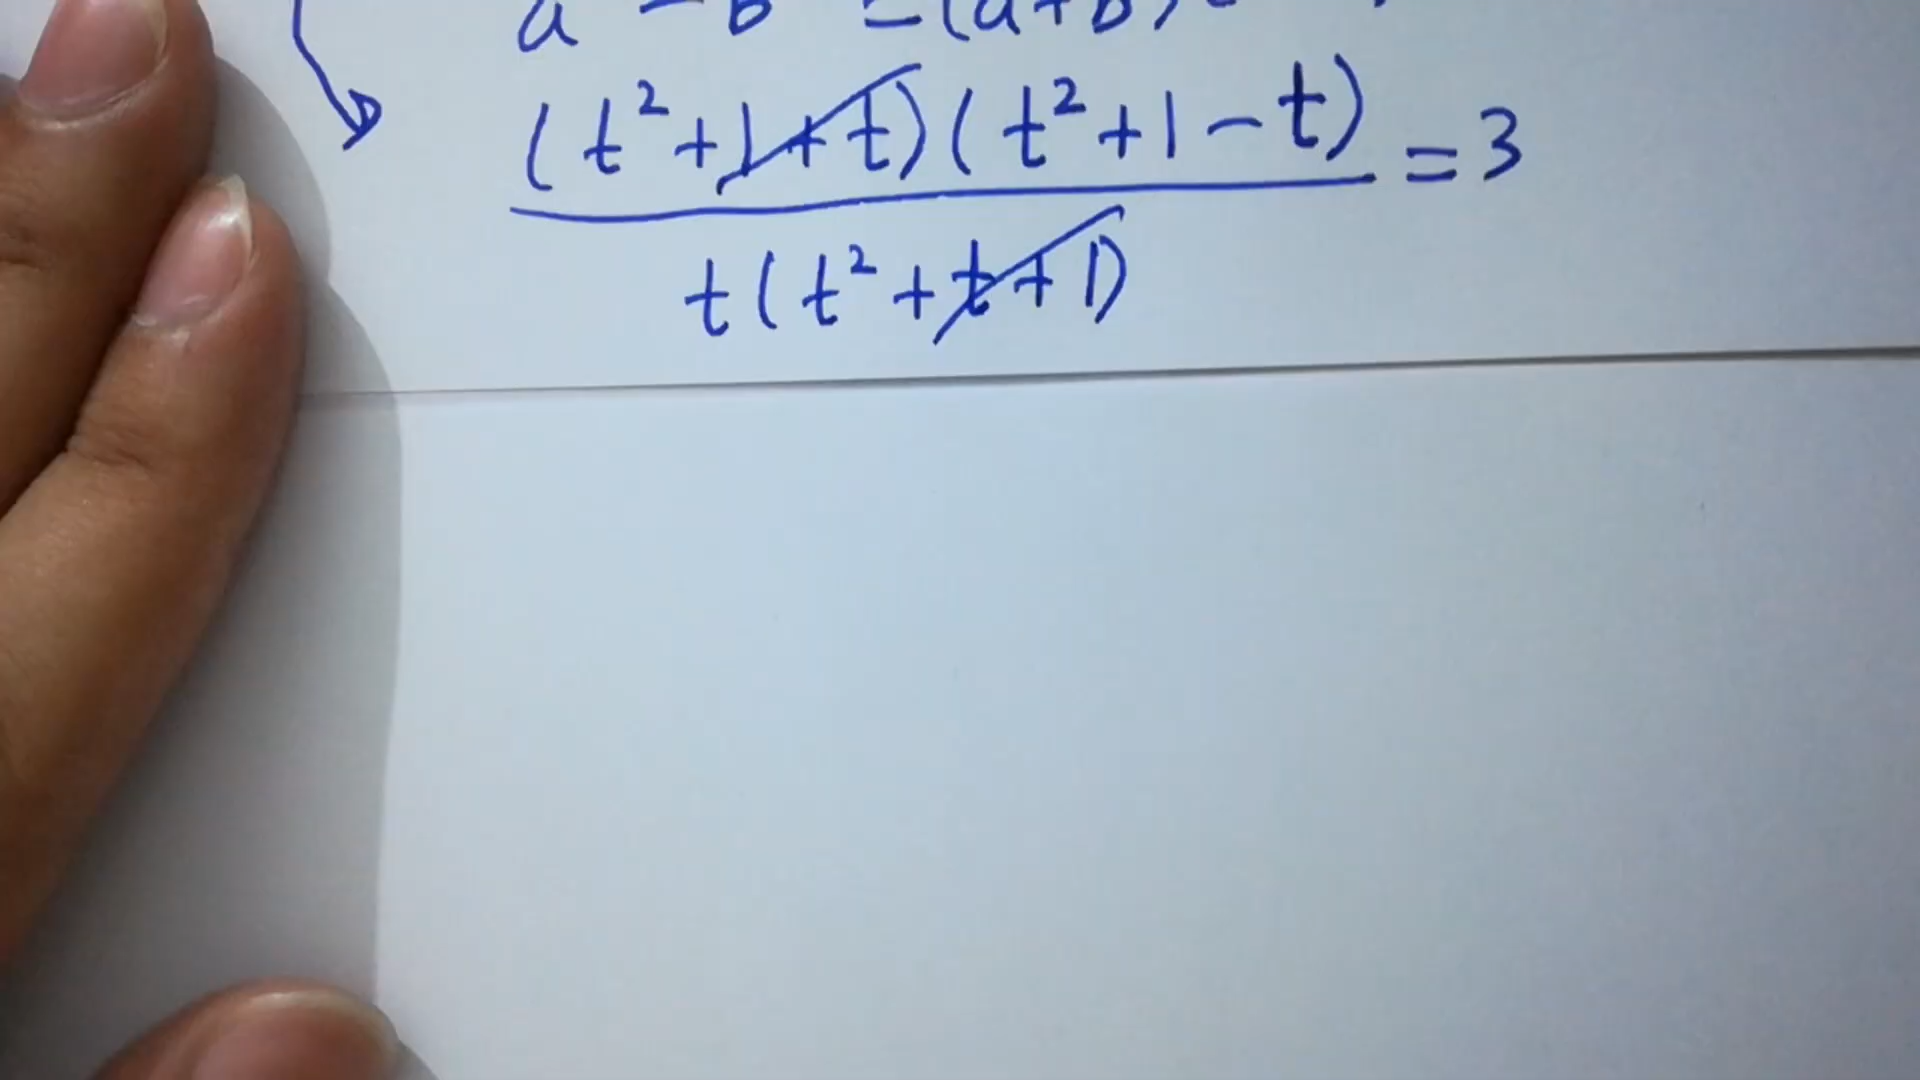 a - b = (a+b)
(t²+1+t)(t²+1-t) = 3
t(t²+t+1)